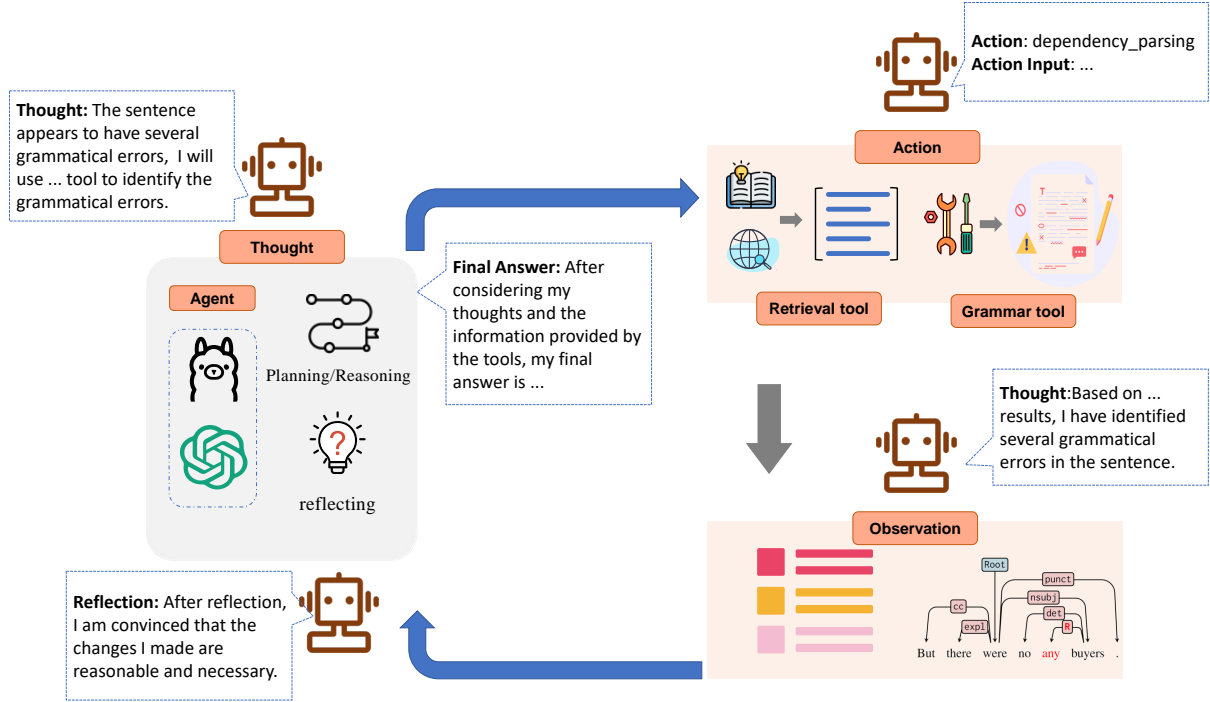 Thought: The sentence
appears to have several
grammatical errors,  I will
use ... tool to identify the
grammatical errors.
Thought
Agent
Planning/Reasoning
?
reflecting
Final Answer: After
considering my
thoughts and the
information provided by
the tools, my final
answer is ...
Action: dependency_parsing
Action Input: ...
Action
T
Retrieval tool
Grammar tool
Thought:Based on ...
results, I have identified
several grammatical
errors in the sentence.
Observation
Root
punct
nsubj
cc
det
expl
R
But there were no any buyers .
Reflection: After reflection,
I am convinced that the
changes I made are
reasonable and necessary.